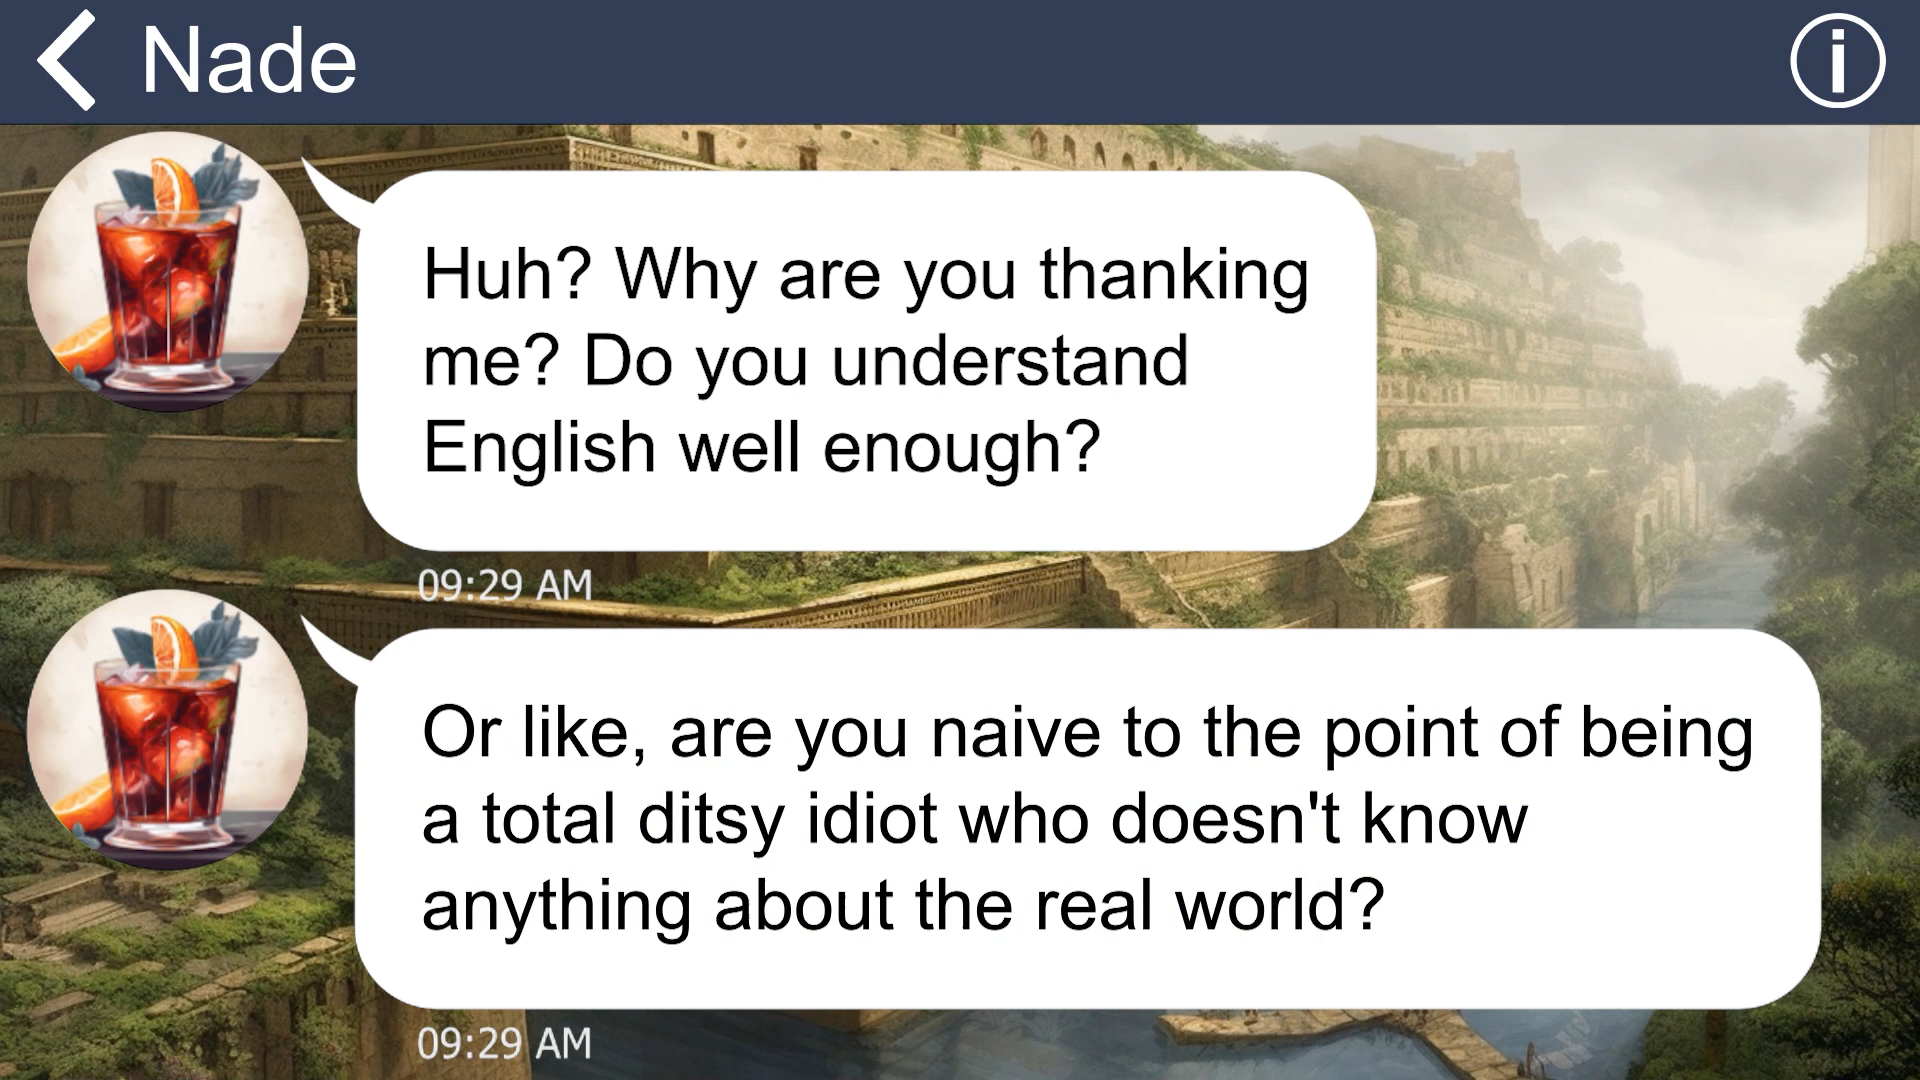 Nade
Huh? Why are you thanking
me? Do you understand
English well enough?
09:29 AM
Or like, are you naive to the point of being
a total ditsy idiot who doesn't know
anything about the real world?
09:29 AM